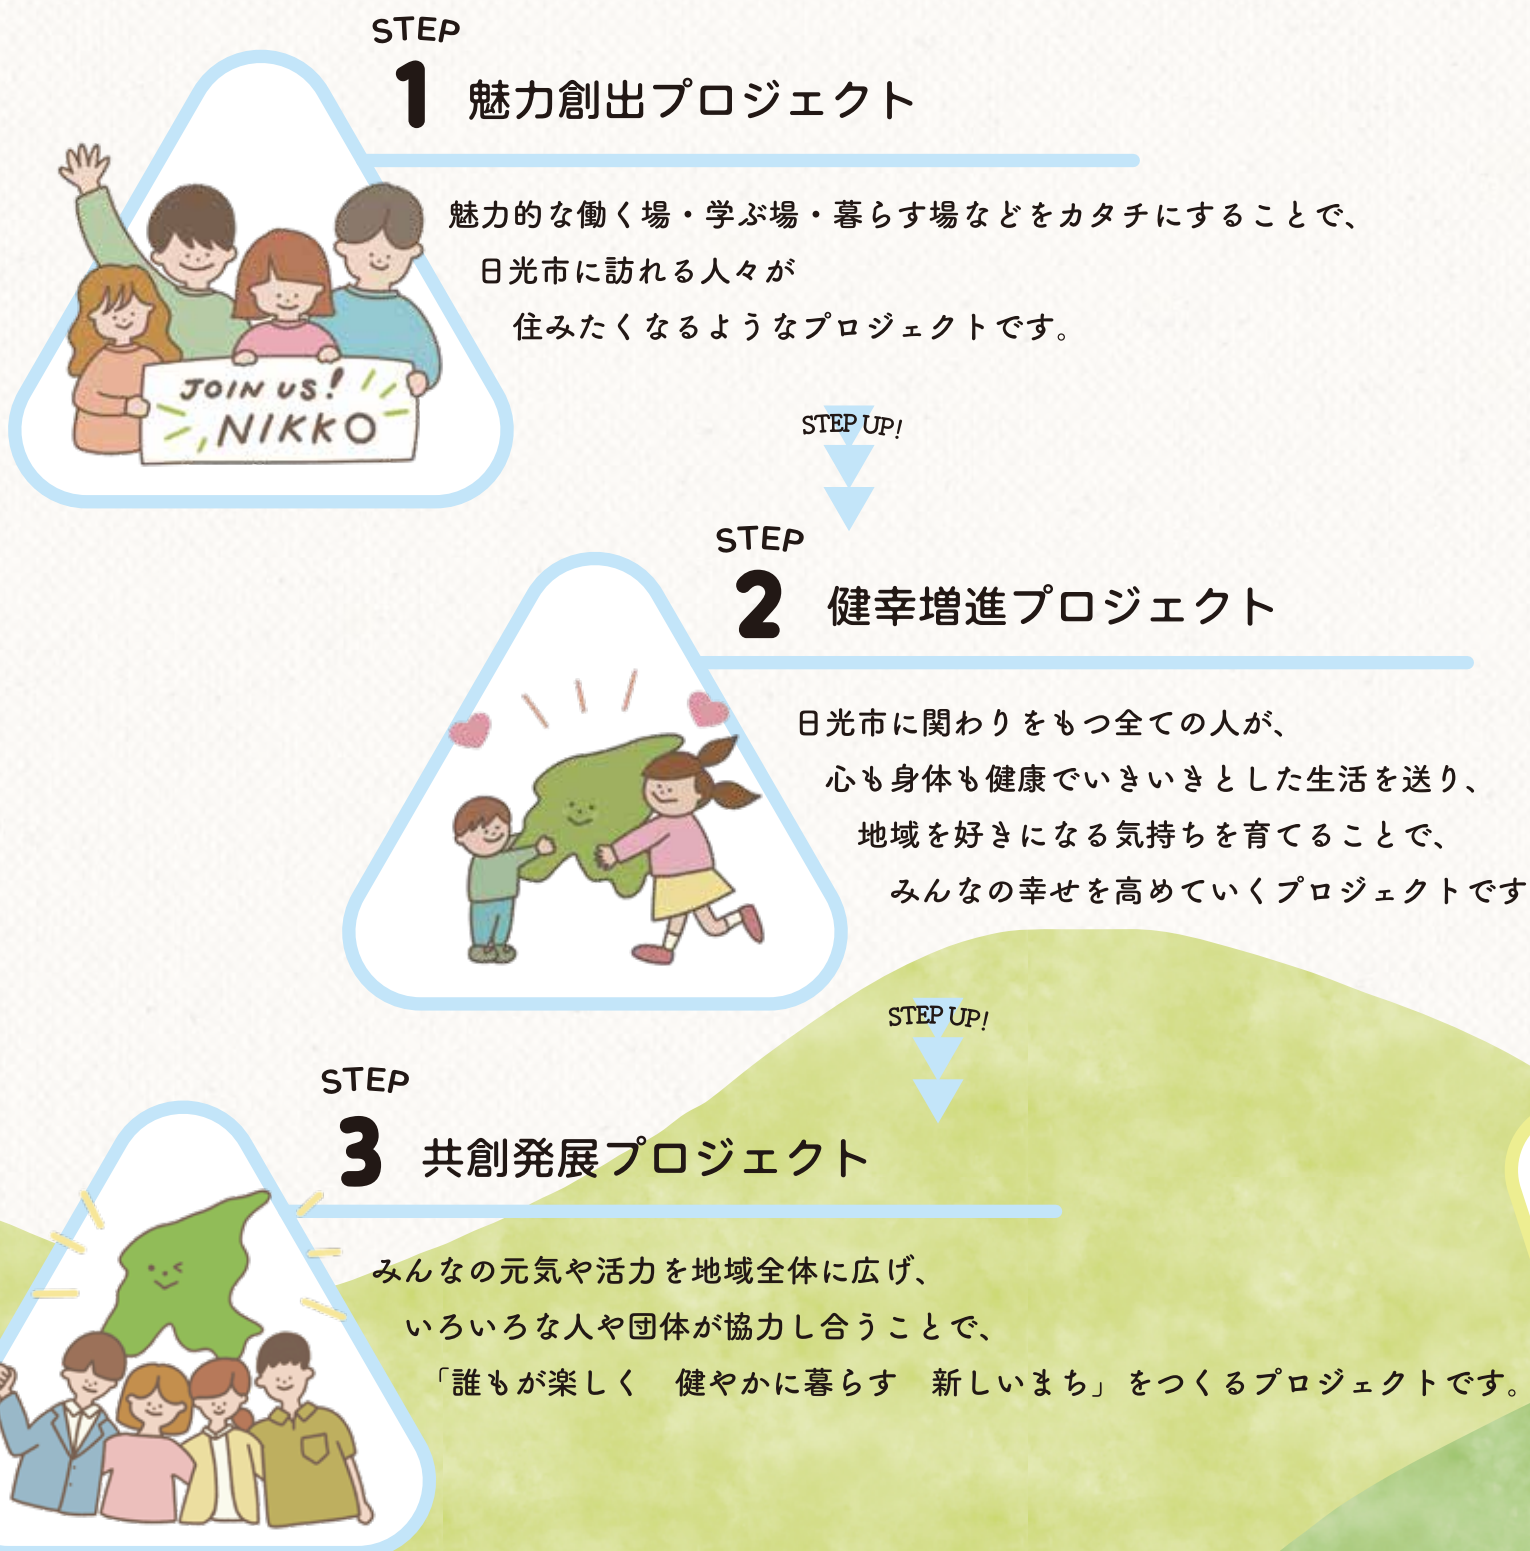 STEP
1 魅力創出プロジェクト
魅力的な働く場・学ぶ場・暮らす場などをカタチにすることで、
日光市に訪れる人々が
住みたくなるようなプロジェクトです。
JOIN US!
NIKKO
STEP UP!
STEP
2 健幸増進プロジェクト
日光市に関わりをもつ全ての人が、
心も身体も健康でいきいきとした生活を送り、
地域を好きになる気持ちを育てることで、
みんなの幸せを高めていくプロジェクトです
STEP UP!
STEP
3 共創発展プロジェクト
みんなの元気や活力を地域全体に広げ、
いろいろな人や団体が協力し合うことで、
「誰もが楽しく　健やかに暮らす　新しいまち」をつくるプロジェクトです。